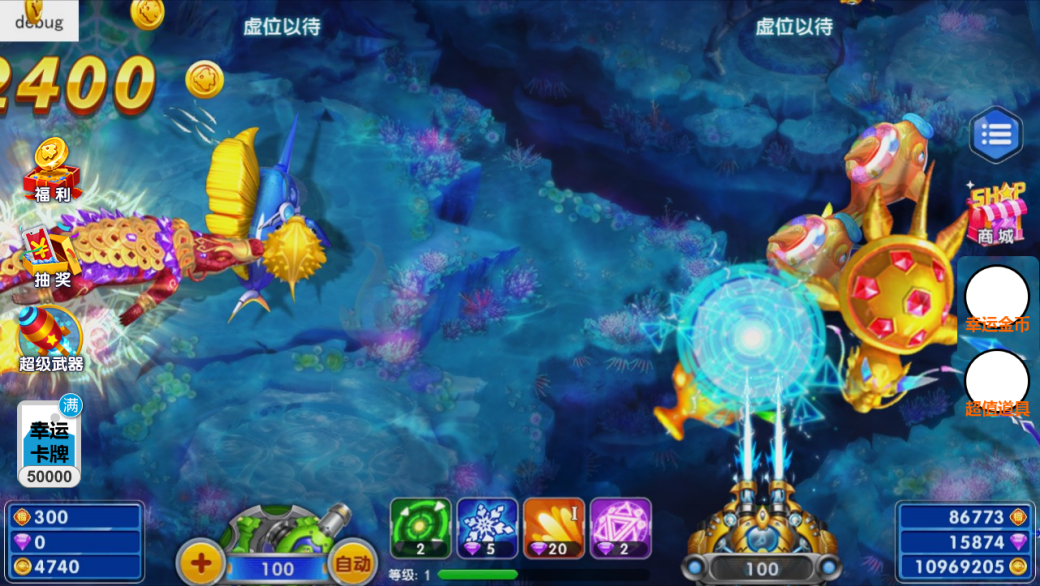 debug
虚位以待
虚位以待
2400
福利
SHOP
商城
抽奖
幸运金币
超级武器
满
幸运
卡牌
50000
超值道具
300
0
4740
+
100
自动
2
5
20
2
等级: 1
100
86773
15874
10969205